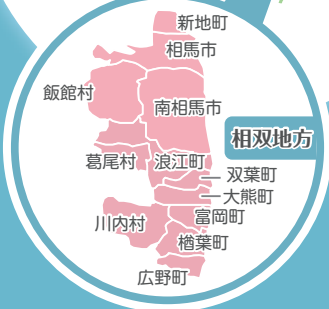 新地町
相馬市
飯館村
南相馬市
相双地方
葛尾村
浪江町
双葉町
大熊町
川内村
富岡町
楢葉町
広野町